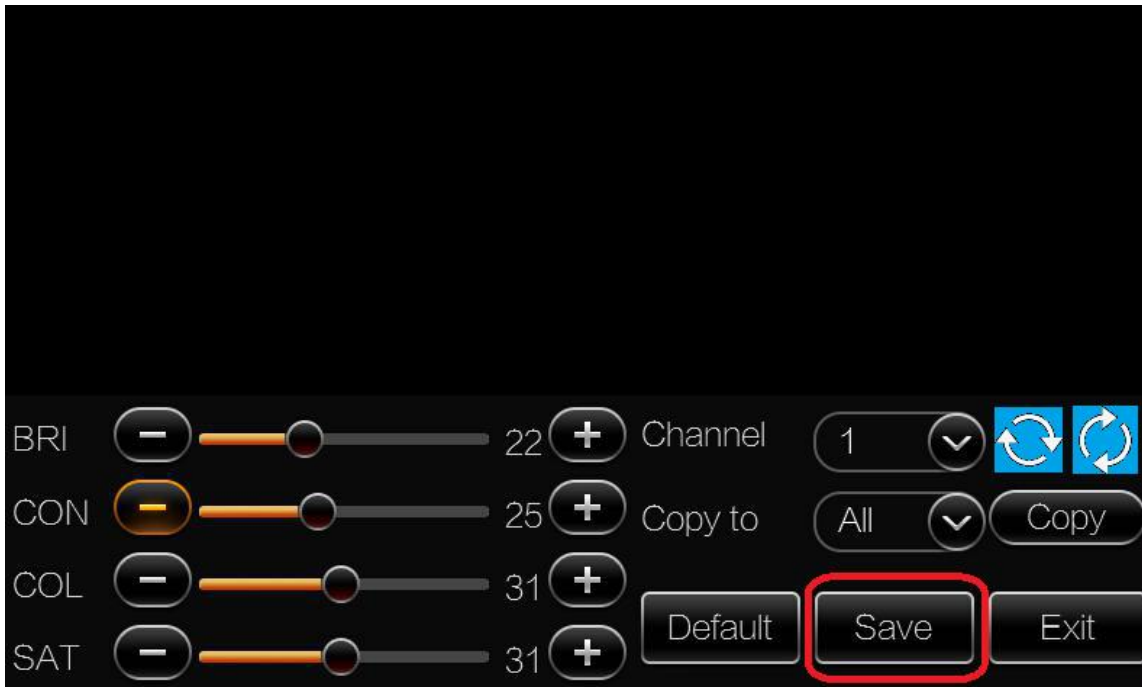 BRI − 22 + Channel 1
CON − 25 + Copy to All Copy
COL − 31 +
Default Save Exit
SAT − 31 +